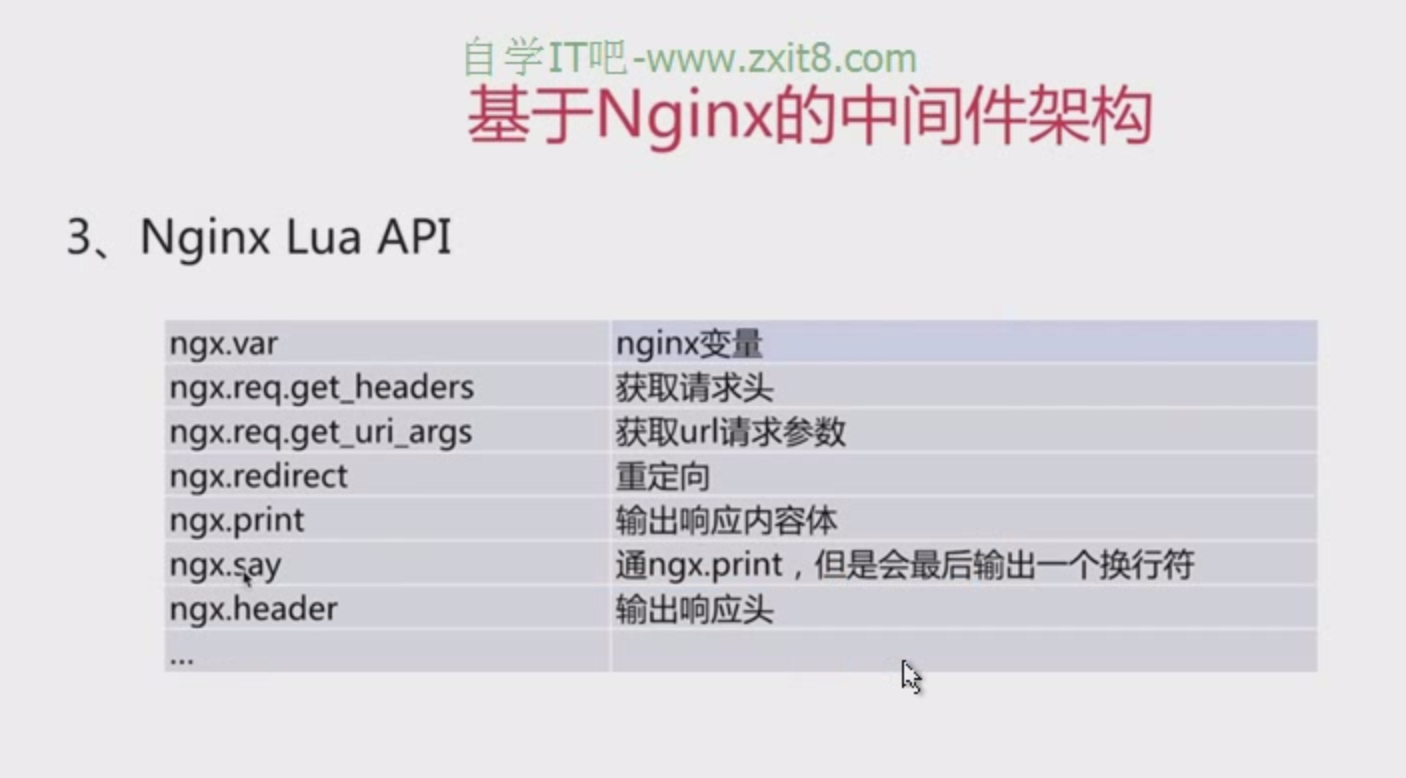 自学IT吧-www.zxit8.com
基于Nginx的中间件架构
3、Nginx Lua API
ngx.var nginx变量
ngx.req.get_headers 获取请求头
ngx.req.get_uri_args 获取url请求参数
ngx.redirect 重定向
ngx.print 输出响应内容体
ngx.say 通ngx.print，但是会最后输出一个换行符
ngx.header 输出响应头
...